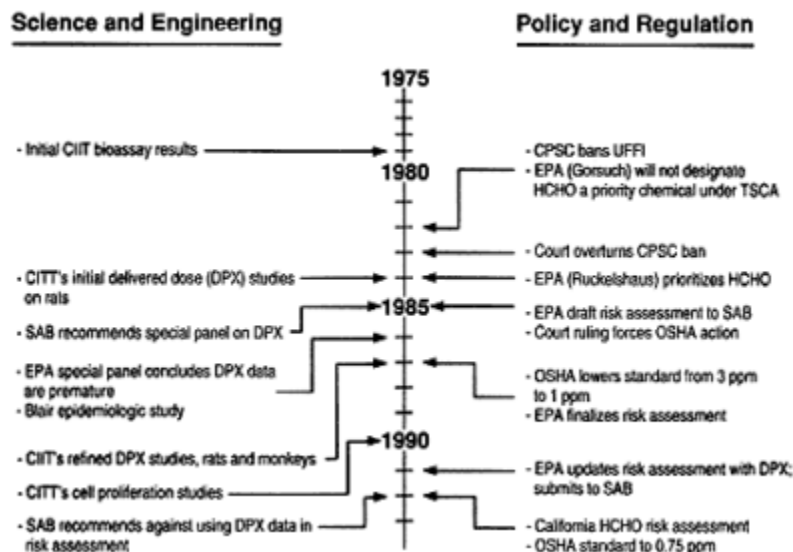 Science and Engineering
Policy and Regulation
1975
- Initial CIIT bioassay results
- CPSC bans UFFI
1980
- EPA (Gorsuch) will not designate
HCHO a priority chemical under TSCA
- Court overturns CPSC ban
- CITT's initial delivered dose (DPX) studies
on rats
- EPA (Ruckelshaus) prioritizes HCHO
1985
- EPA draft risk assessment to SAB
- SAB recommends special panel on DPX
- Court ruling forces OSHA action
- EPA special panel concludes DPX data
are premature
- Blair epidemiologic study
- OSHA lowers standard from 3 ppm
to 1 ppm
- EPA finalizes risk assessment
1990
- CIIT's refined DPX studies, rats and monkeys
- EPA updates risk assessment with DPX;
submits to SAB
- CITT's cell proliferation studies
- SAB recommends against using DPX data in
risk assessment
- California HCHO risk assessment
- OSHA standard to 0.75 ppm